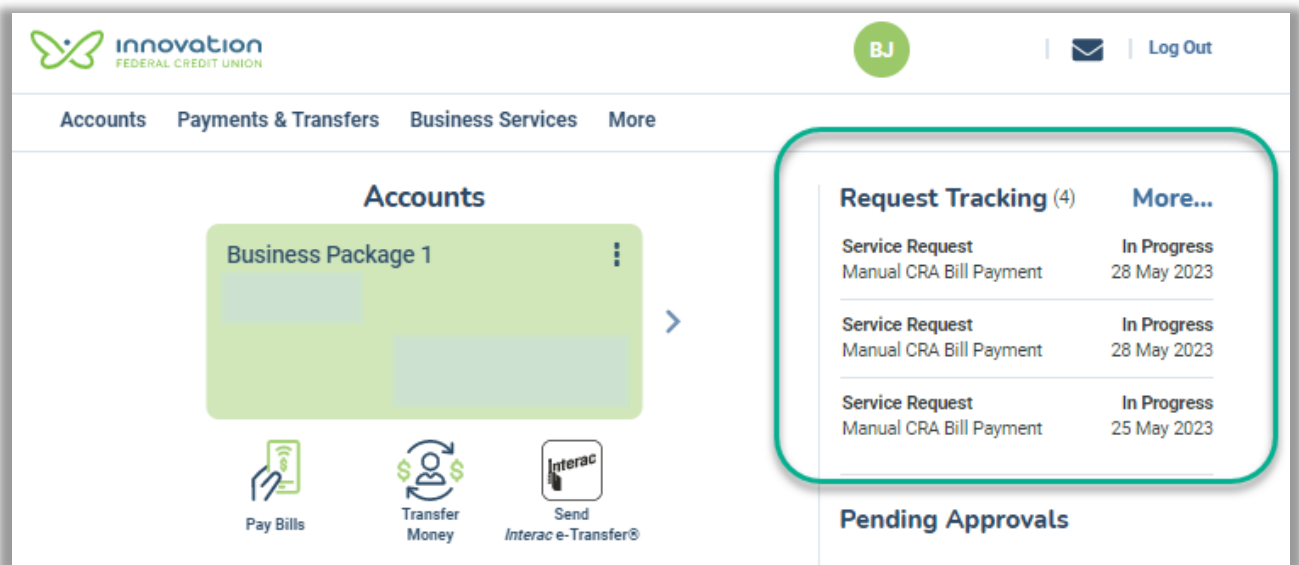 innovation
FEDERAL CREDIT UNION
BJ
Log Out
Accounts Payments & Transfers Business Services More
Accounts
Business Package 1
Pay Bills
Transfer
Money
Interac
Send
Interac e-Transfer®
Request Tracking (4) More...
Service Request In Progress
Manual CRA Bill Payment 28 May 2023
Service Request In Progress
Manual CRA Bill Payment 28 May 2023
Service Request In Progress
Manual CRA Bill Payment 25 May 2023
Pending Approvals